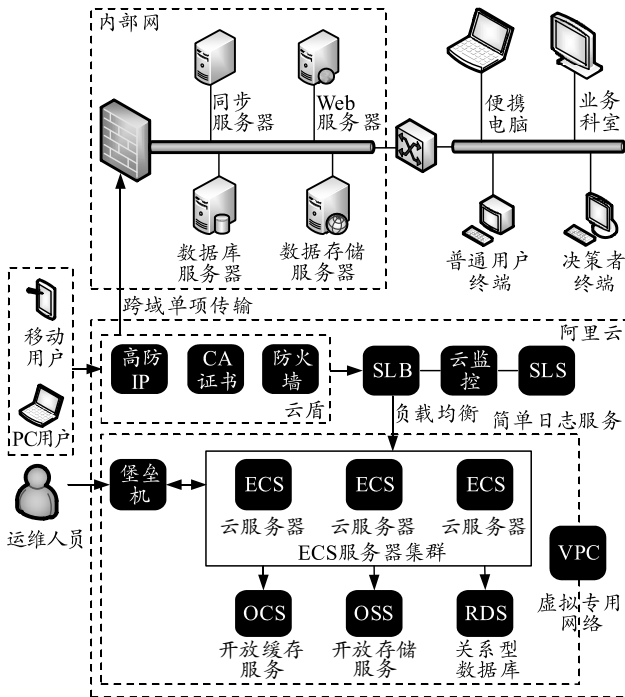 内部网
同步
服务器
Web
服务器
便携
电脑
业务
科室
数据库
服务器
数据存储
服务器
普通用户
终端
决策者
终端
跨域单项传输
移动
用户
PC用户
运维人员
阿里云
高防
IP
CA
证书
防火
墙
云盾
SLB
云监
控
SLS
负载均衡
简单日志服务
堡垒
机
ECS
云服务器
ECS
云服务器
ECS
云服务器
ECS服务器集群
VPC
虚拟专用
网络
OCS
开放缓存
服务
OSS
开放存储
服务
RDS
关系型
数据库